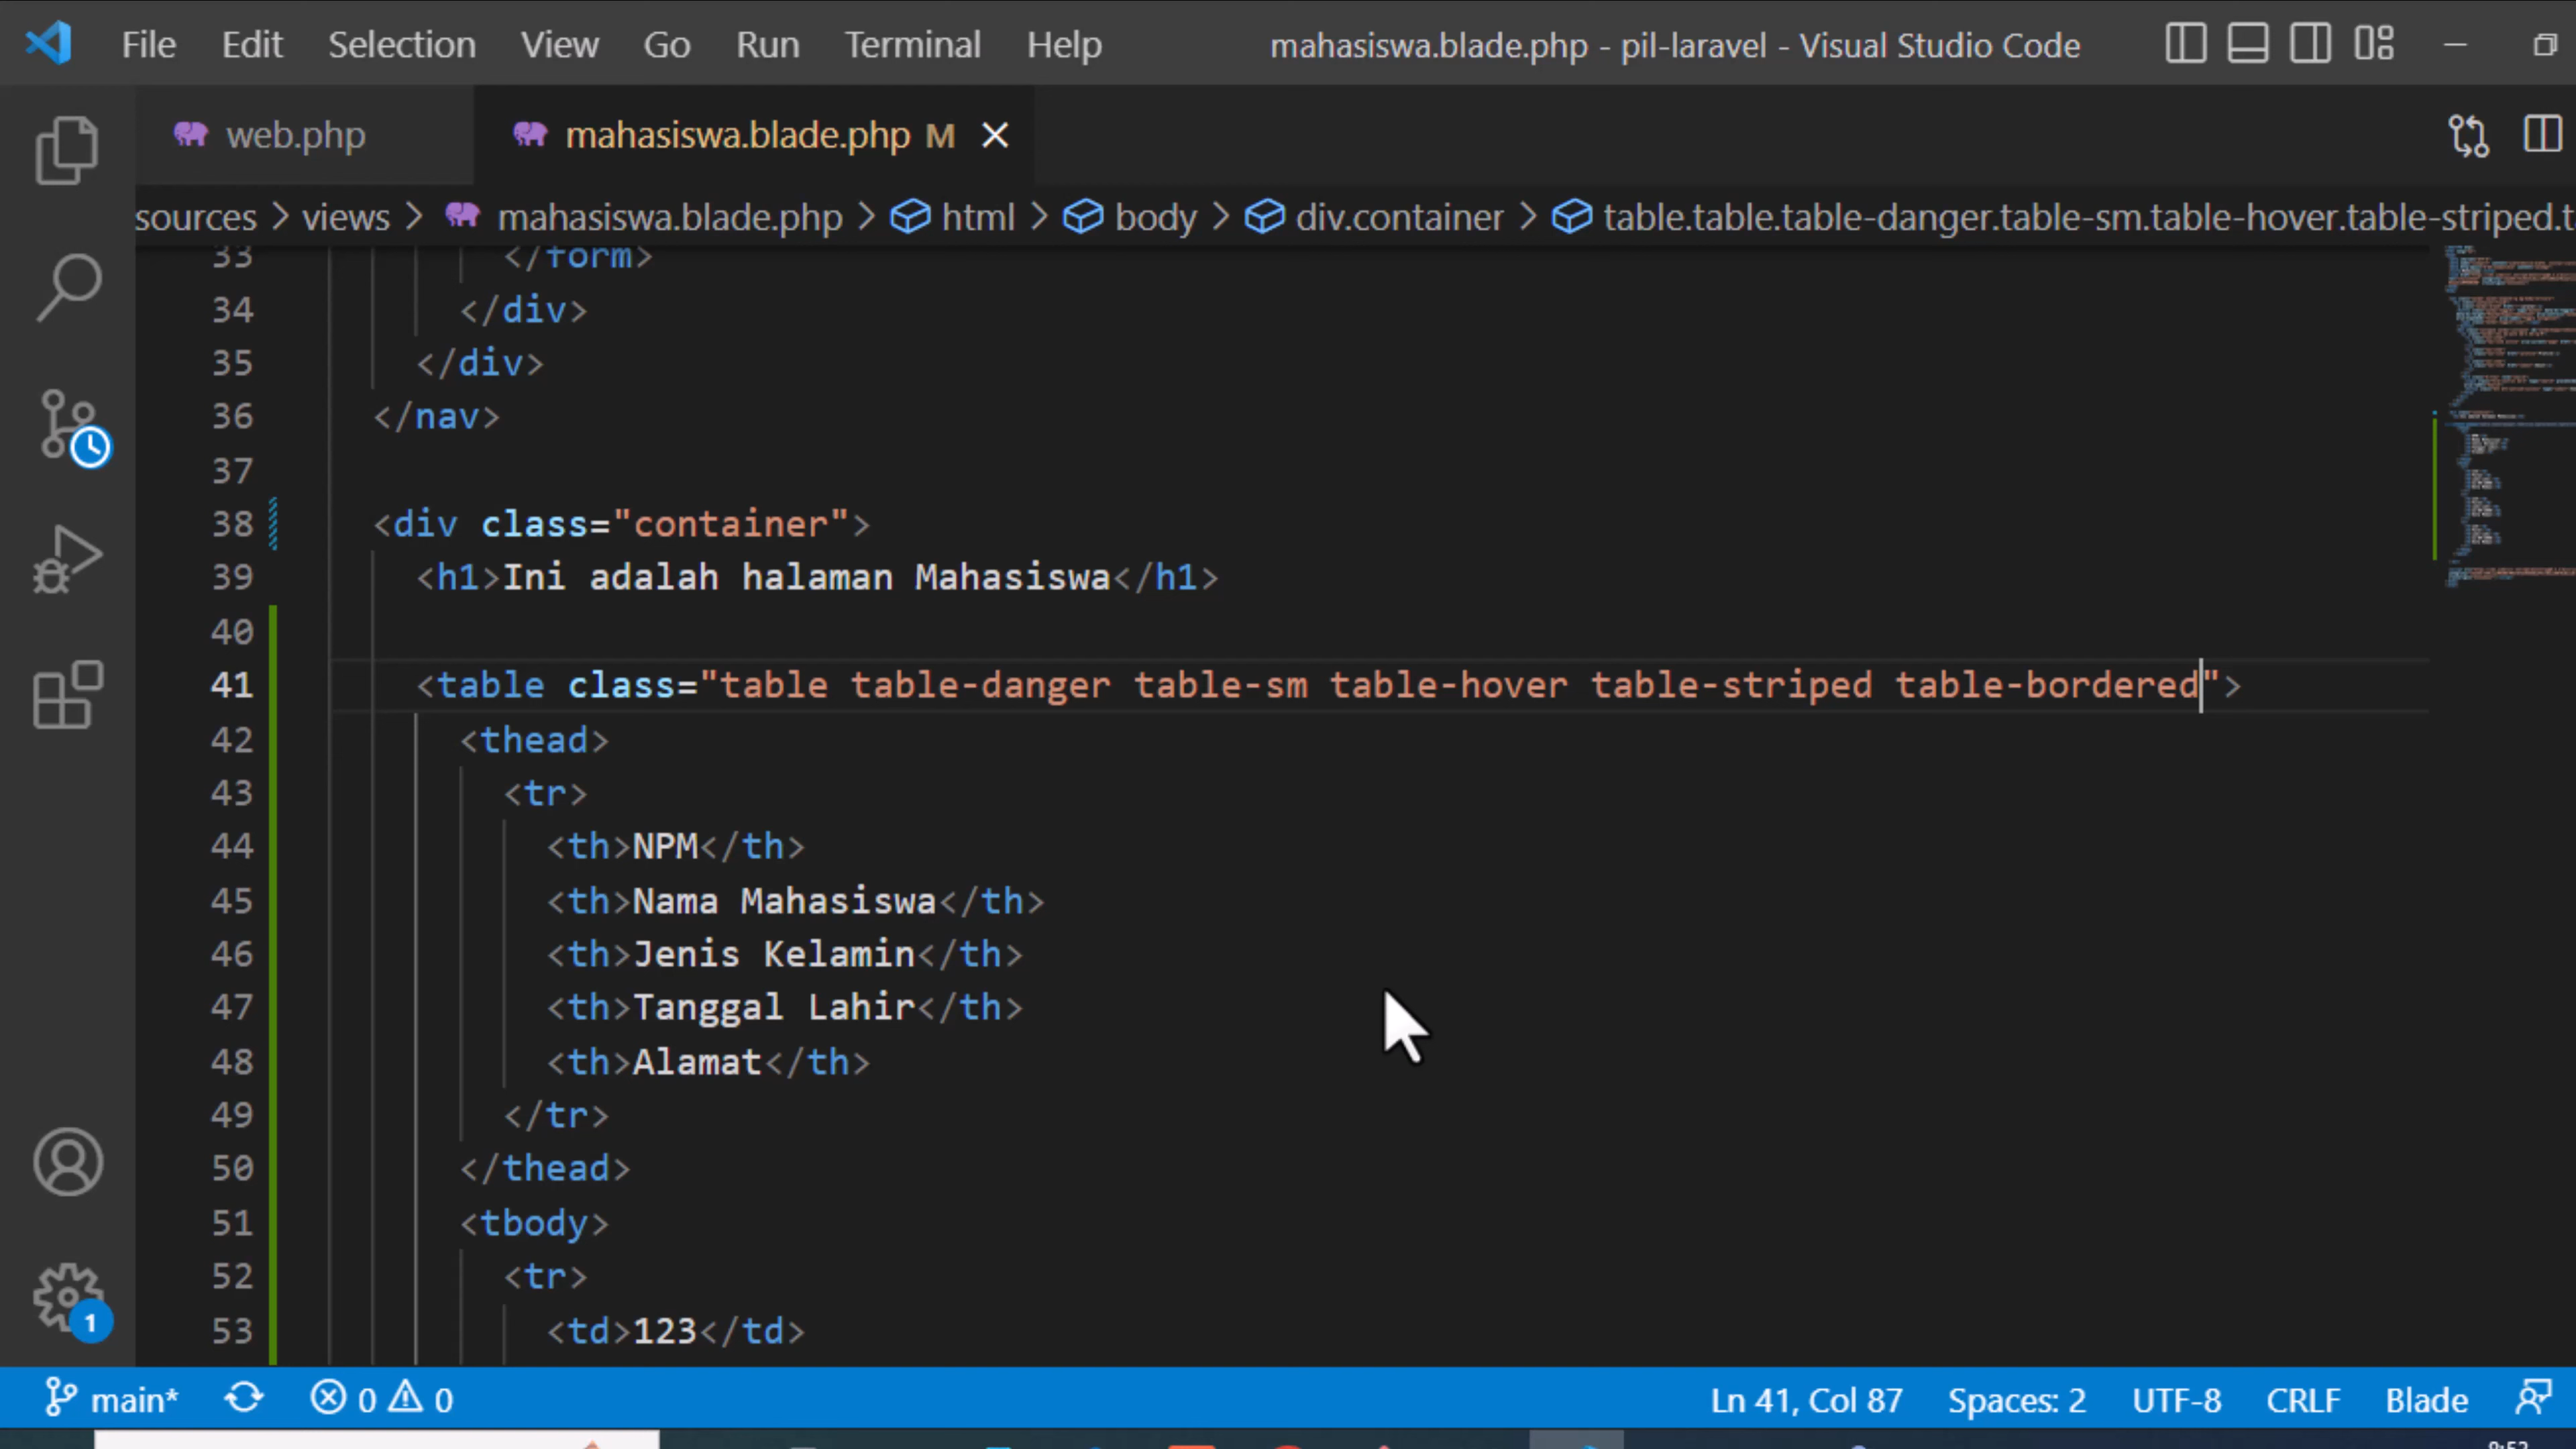 File Edit Selection View Go Run Terminal Help mahasiswa.blade.php - pil-laravel - Visual Studio Code
web.php mahasiswa.blade.php M
sources > views > mahasiswa.blade.php > html > body > div.container > table.table.table-danger.table-sm.table-hover.table-striped.t
33 </form>
34 </div>
35 </div>
36 </nav>
37
38 <div class="container">
39 <h1>Ini adalah halaman Mahasiswa</h1>
40
41 <table class="table table-danger table-sm table-hover table-striped table-bordered">
42 <thead>
43 <tr>
44 <th>NPM</th>
45 <th>Nama Mahasiswa</th>
46 <th>Jenis Kelamin</th>
47 <th>Tanggal Lahir</th>
48 <th>Alamat</th>
49 </tr>
50 </thead>
51 <tbody>
52 <tr>
53 <td>123</td>
1
main* 0 0 Ln 41, Col 87 Spaces: 2 UTF-8 CRLF Blade